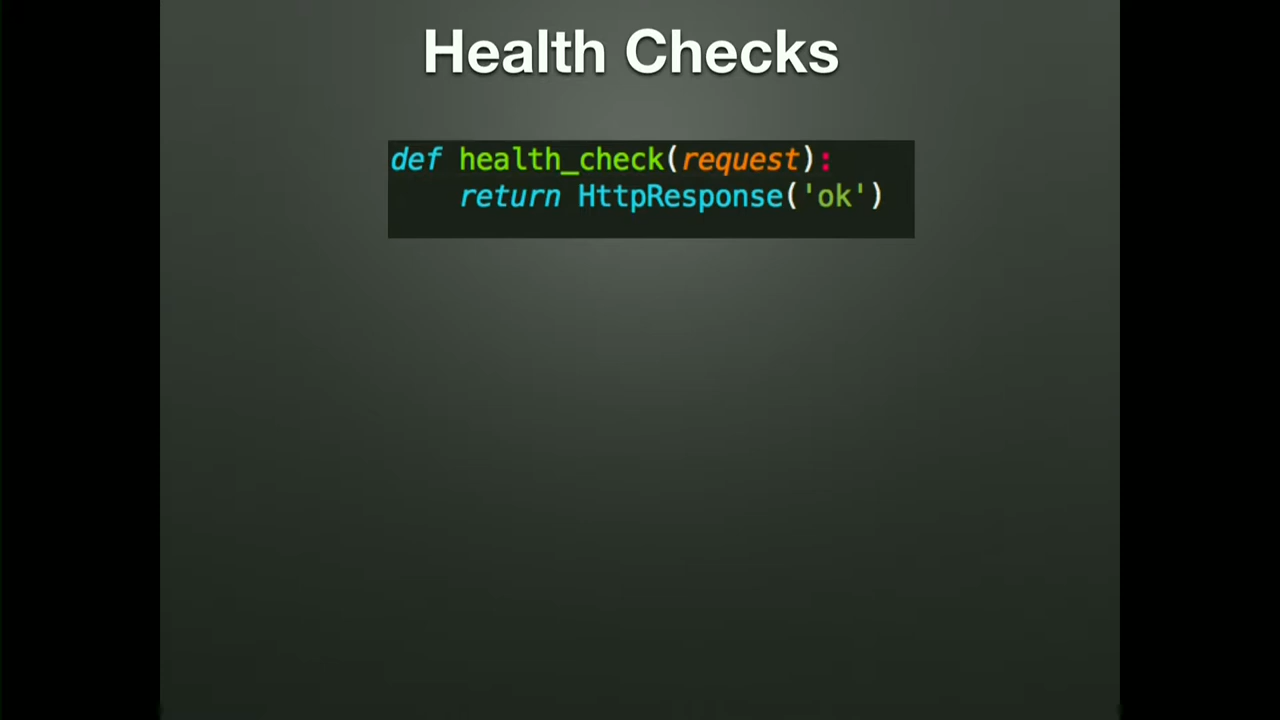 Health Checks
def health_check(request):
    return HttpResponse('ok')